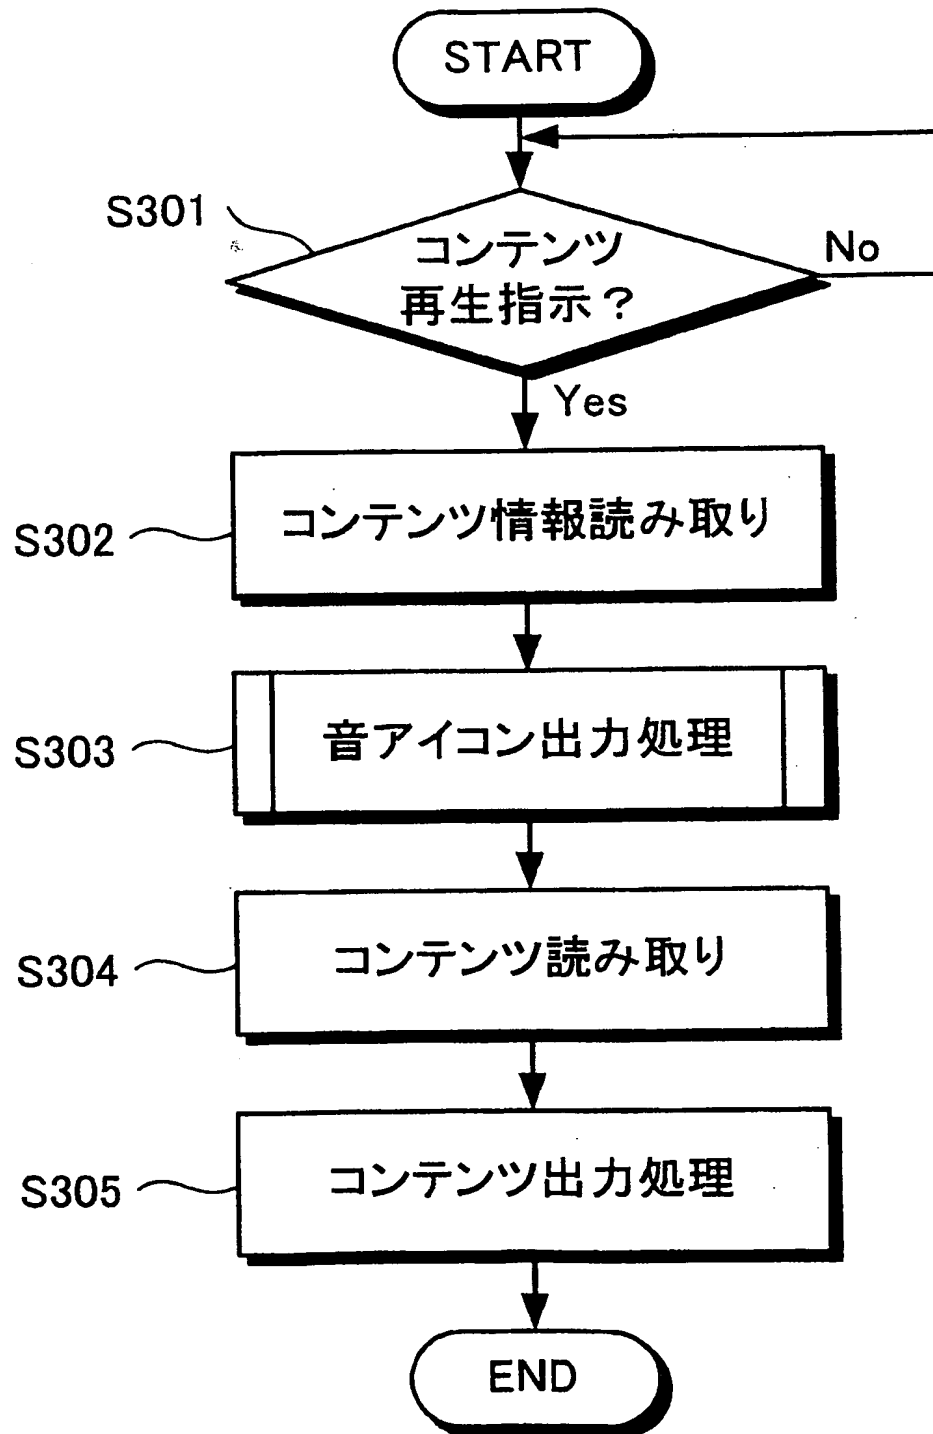 START
S301
コンテンツ
再生指示？
No
Yes
S302
コンテンツ情報読み取り
S303
音アイコン出力処理
S304
コンテンツ読み取り
S305
コンテンツ出力処理
END